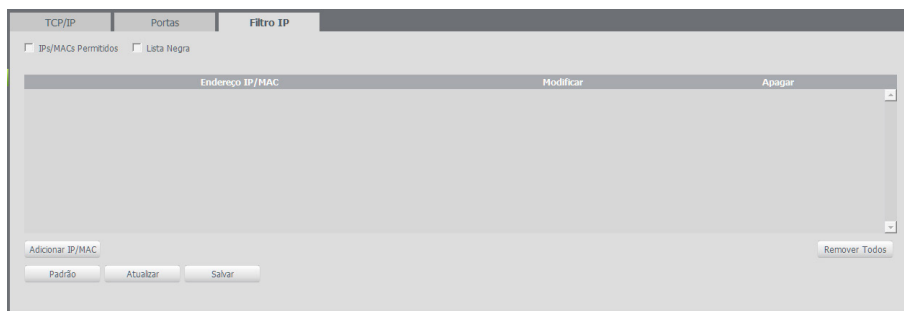 TCP/IP Portas Filtro IP
IPs/MACs Permitidos Lista Negra
Endereço IP/MAC Modificar Apagar
Adicionar IP/MAC Remover Todos
Padrão Atualizar Salvar